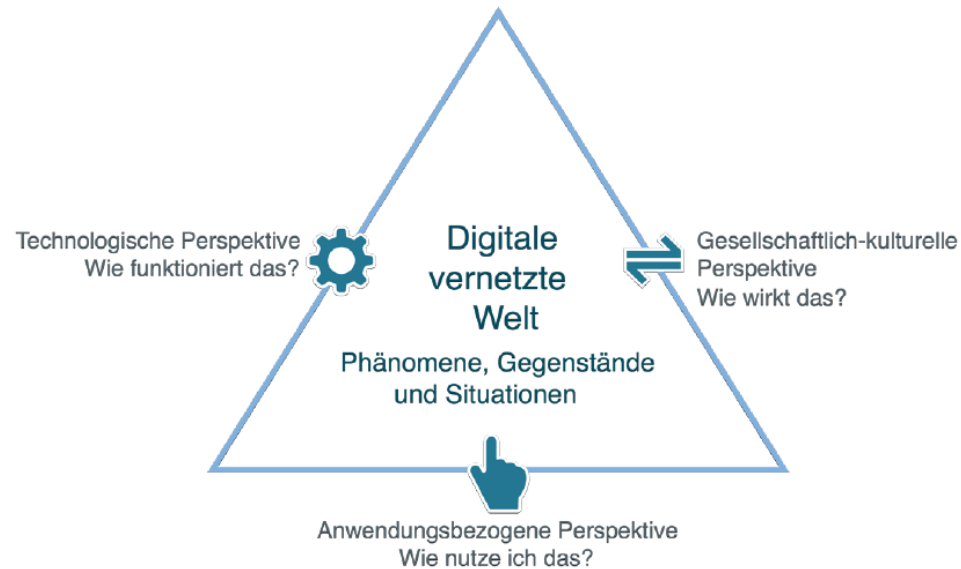 Technologische Perspektive
Wie funktioniert das?
Digitale
vernetzte
Welt
Phänomene, Gegenstände
und Situationen
Gesellschaftlich-kulturelle
Perspektive
Wie wirkt das?
Anwendungsbezogene Perspektive
Wie nutze ich das?